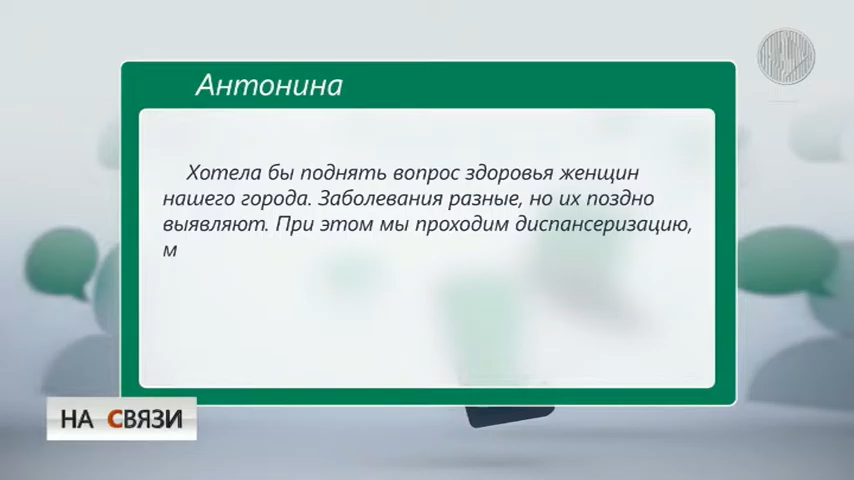 Антонина
Хотела бы поднять вопрос здоровья женщин
нашего города. Заболевания разные, но их поздно
выявляют. При этом мы проходим диспансеризацию,
м
НА СВЯЗИ